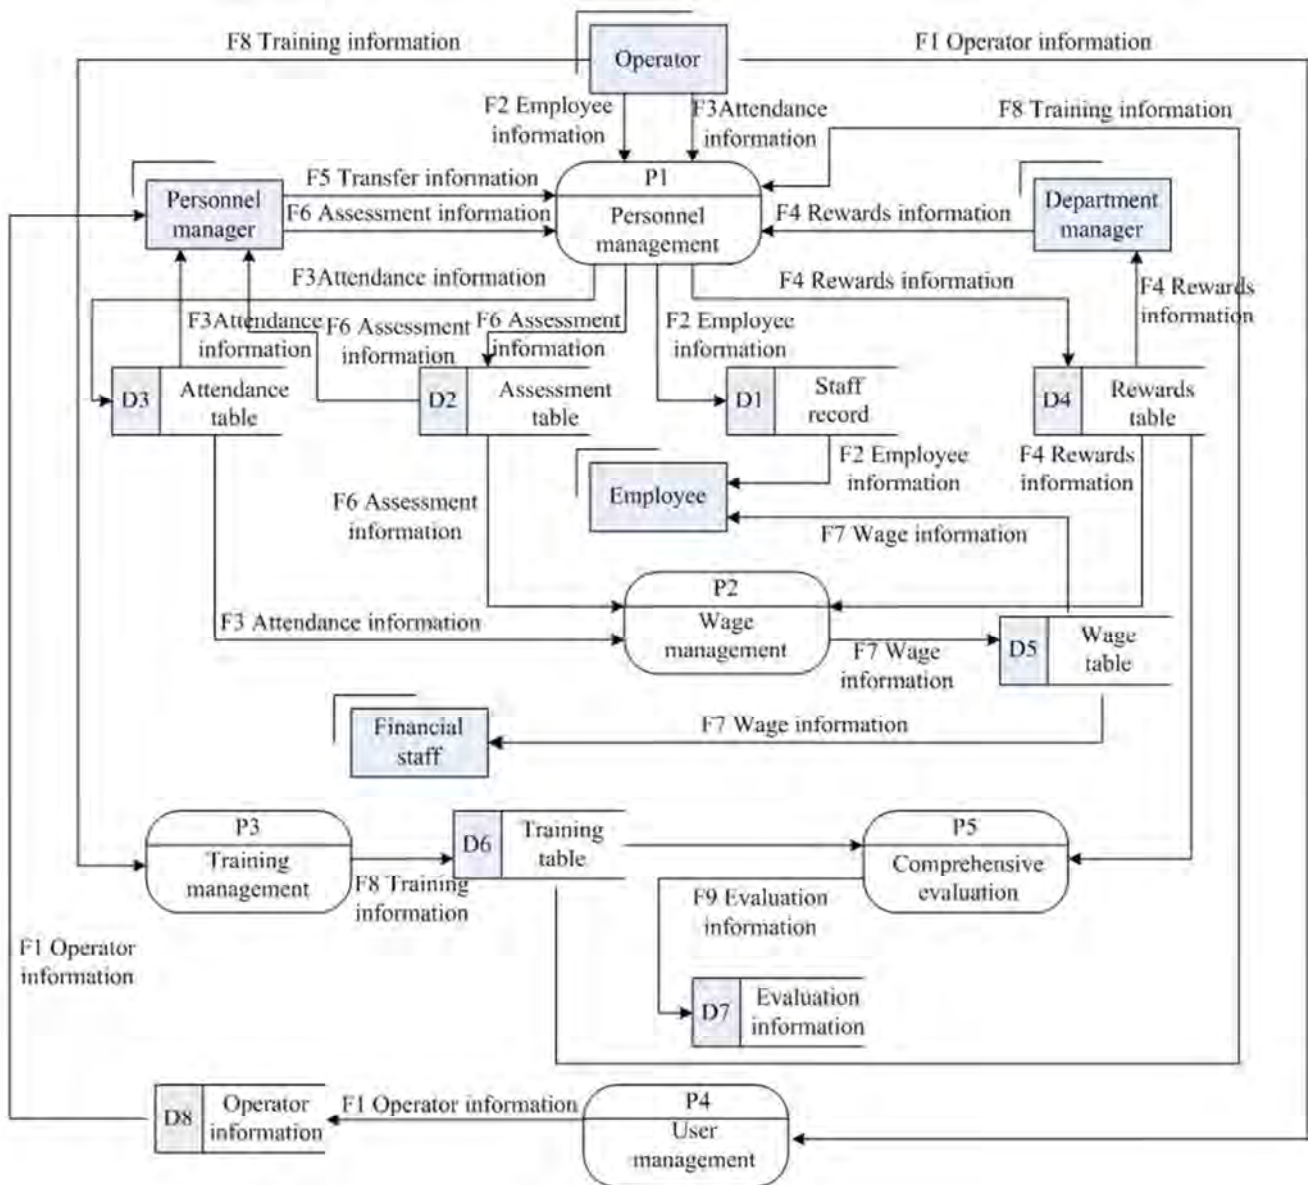 F8 Training information
Operator
F1 Operator information
F2 Employee
information
F3Attendance
information
F8 Training information
Personnel
manager
F5 Transfer information
F6 Assessment information
P1
Personnel
management
F4 Rewards information
Department
manager
F3Attendance information
F4 Rewards information
F4 Rewards
information
F3Attendance
information
F6 Assessment
information
F6 Assessment
information
F2 Employee
information
D3
Attendance
table
D2
Assessment
table
D1
Staff
record
D4
Rewards
table
F6 Assessment
information
Employee
F2 Employee
information
F4 Rewards
information
F7 Wage information
F3 Attendance information
P2
Wage
management
F7 Wage
information
D5
Wage
table
Financial
staff
F7 Wage information
P3
Training
management
F8 Training
information
D6
Training
table
P5
Comprehensive
evaluation
F9 Evaluation
information
F1 Operator
information
D7
Evaluation
information
D8
Operator
information
F1 Operator information
P4
User
management